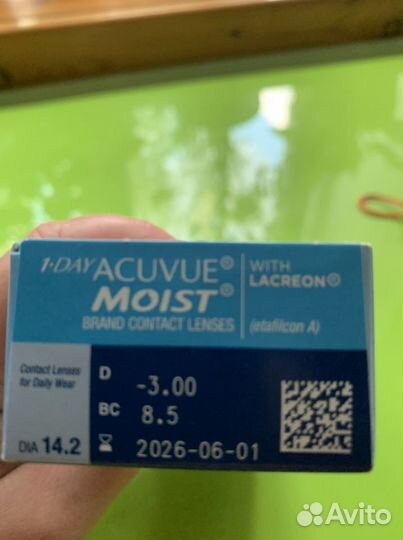 1·DAY ACUVUE® WITH
MOIST® LACREON®
BRAND CONTACT LENSES (etafilcon A)
Contact Lenses
for Daily Wear
D -3.00
BC 8.5
DIA 14.2
2026-06-01
Avito